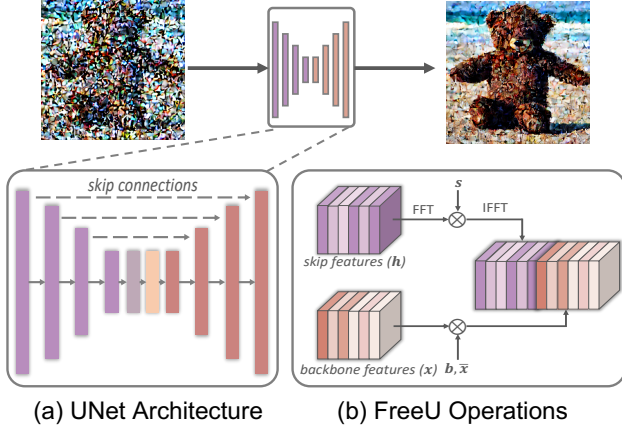 skip connections
s
FFT
IFFT
skip features (h)
backbone features (x)
b, x̅
(a) UNet Architecture
(b) FreeU Operations